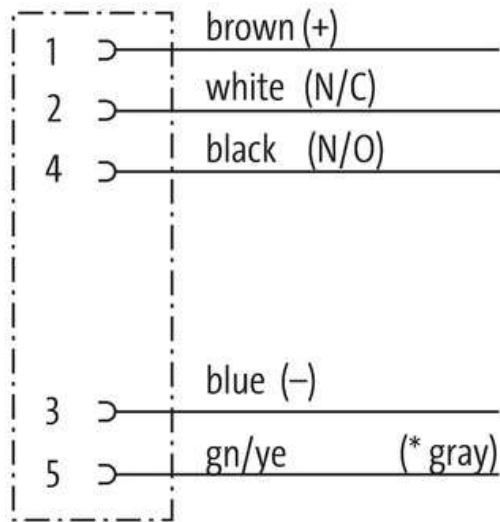 1 brown (+)
2 white (N/C)
4 black (N/O)
3 blue (–)
5 gn/ye (* gray)